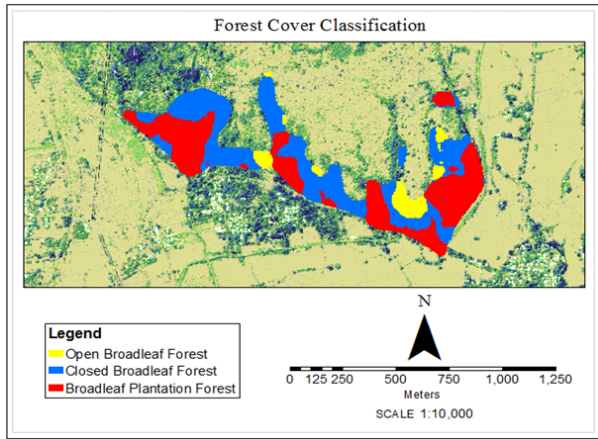 Forest Cover Classification
N
Legend
Open Broadleaf Forest
Closed Broadleaf Forest
Broadleaf Plantation Forest
0 125 250 500 750 1,000 1,250
Meters
SCALE 1:10,000